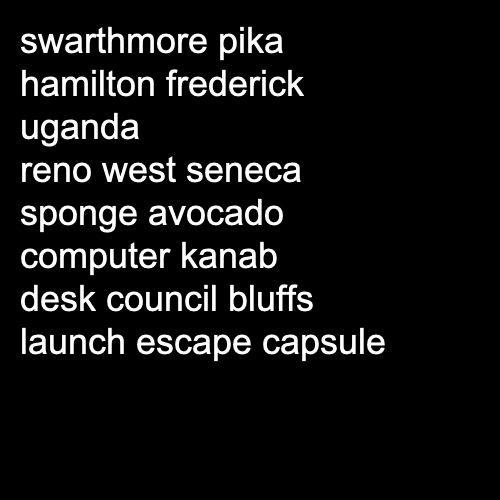 swarthmore pika
hamilton frederick
uganda
reno west seneca
sponge avocado
computer kanab
desk council bluffs
launch escape capsule